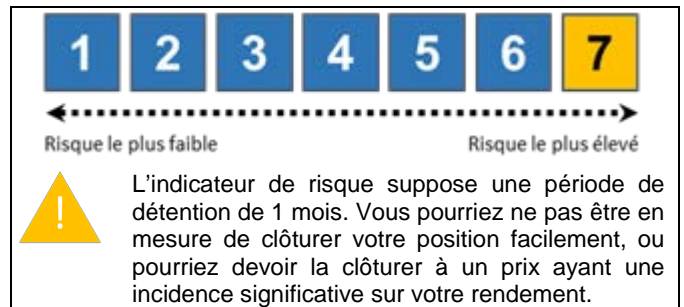 1 2 3 4 5 6 7
Risque le plus faible Risque le plus élevé
!
L'indicateur de risque suppose une période de
détention de 1 mois. Vous pourriez ne pas être en
mesure de clôturer votre position facilement, ou
pourriez devoir la clôturer à un prix ayant une
incidence significative sur votre rendement.